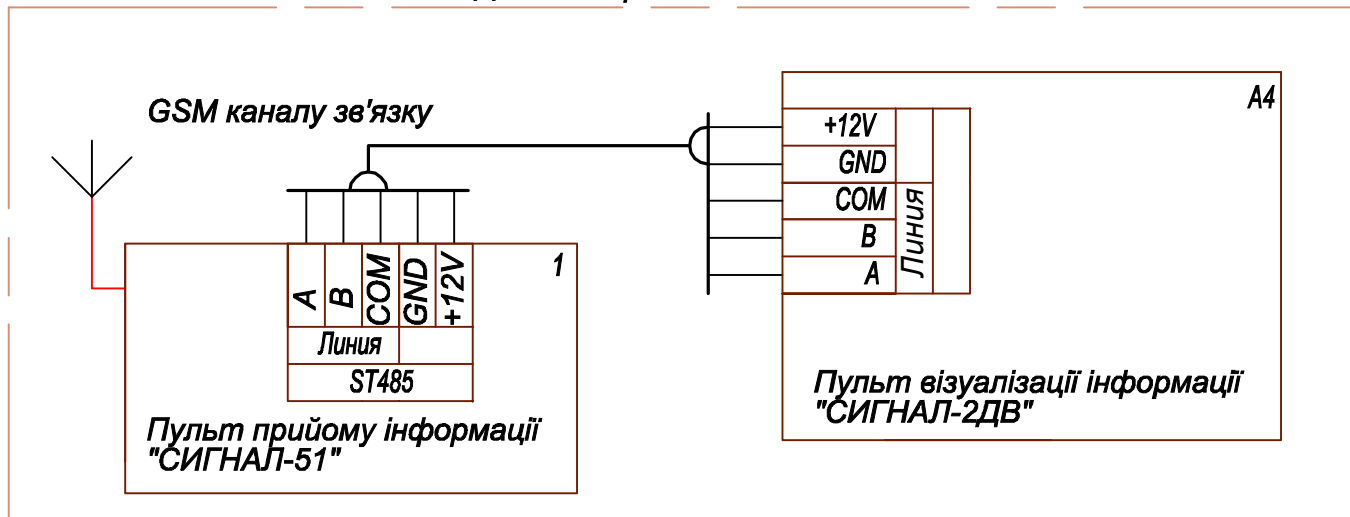 GSM каналу зв'язку
A4
+12V
GND
COM
B
A
Линия
1
A
B
COM
GND
+12V
Линия
ST485
Пульт прийому інформації
"СИГНАЛ-51"
Пульт візуалізації інформації
"СИГНАЛ-2ДВ"